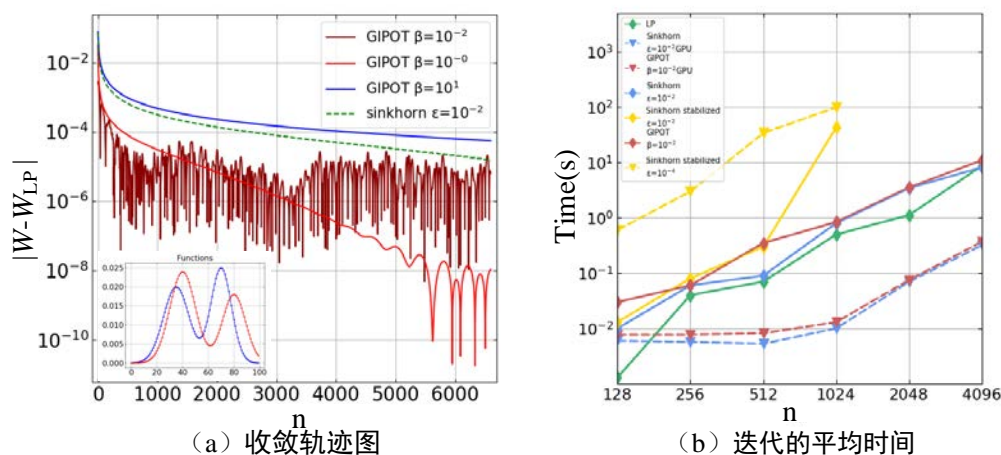 |W-W_LP|
10⁻²
10⁻⁴
10⁻⁶
10⁻⁸
10⁻¹⁰
GIPOT β=10⁻²
GIPOT β=10⁻⁰
GIPOT β=10¹
sinkhorn ε=10⁻²
Functions
0.025
0.020
0.015
0.010
0.005
0.000
0 20 40 60 80 100
0 1000 2000 3000 4000 5000 6000
n
(a) 收敛轨迹图
Time(s)
10³
10²
10¹
10⁰
10⁻¹
10⁻²
LP
Sinkhorn
ε=10⁻²GPU
GIPOT
β=10⁻²GPU
Sinkhorn
ε=10⁻²
Sinkhorn stabilized
ε=10⁻²
GIPOT
β=10⁻²
Sinkhorn stabilized
ε=10⁻⁴
128 256 512 1024 2048 4096
n
(b) 迭代的平均时间